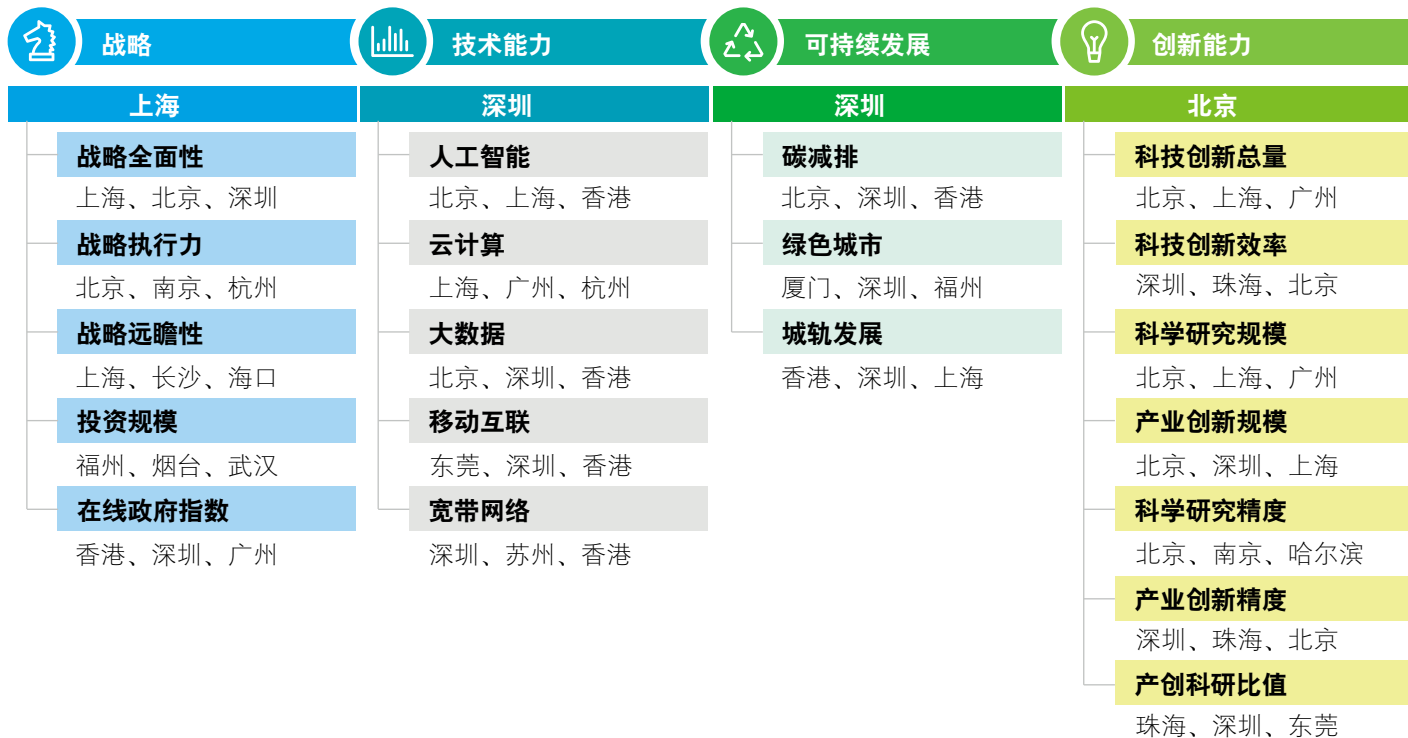 战略
上海
战略全面性
上海、北京、深圳
战略执行力
北京、南京、杭州
战略远瞻性
上海、长沙、海口
投资规模
福州、烟台、武汉
在线政府指数
香港、深圳、广州
技术能力
深圳
人工智能
北京、上海、香港
云计算
上海、广州、杭州
大数据
北京、深圳、香港
移动互联
东莞、深圳、香港
宽带网络
深圳、苏州、香港
可持续发展
深圳
碳减排
北京、深圳、香港
绿色城市
厦门、深圳、福州
城轨发展
香港、深圳、上海
创新能力
北京
科技创新总量
北京、上海、广州
科技创新效率
深圳、珠海、北京
科学研究规模
北京、上海、广州
产业创新规模
北京、深圳、上海
科学研究精度
北京、南京、哈尔滨
产业创新精度
深圳、珠海、北京
产创科研比值
珠海、深圳、东莞